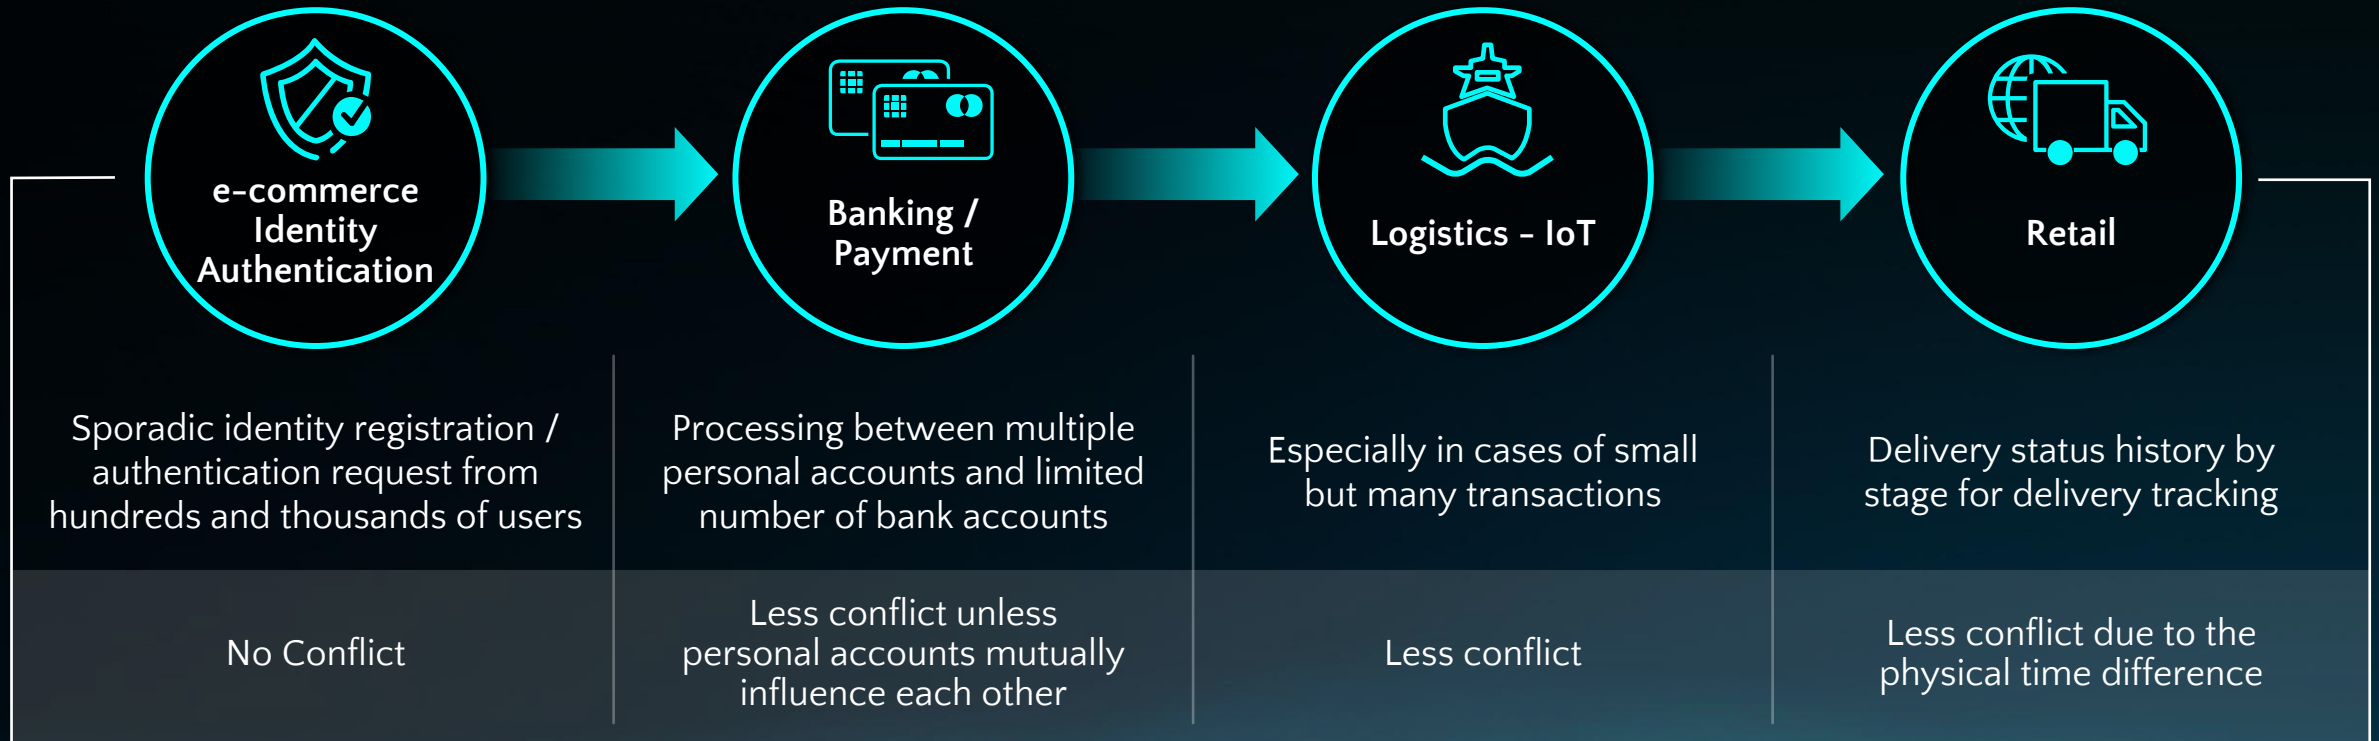 e-commerce
Identity
Authentication
Banking /
Payment
Logistics - IoT
Retail
Sporadic identity registration /
authentication request from
hundreds and thousands of users
Processing between multiple
personal accounts and limited
number of bank accounts
Especially in cases of small
but many transactions
Delivery status history by
stage for delivery tracking
No Conflict
Less conflict unless
personal accounts mutually
influence each other
Less conflict
Less conflict due to the
physical time difference